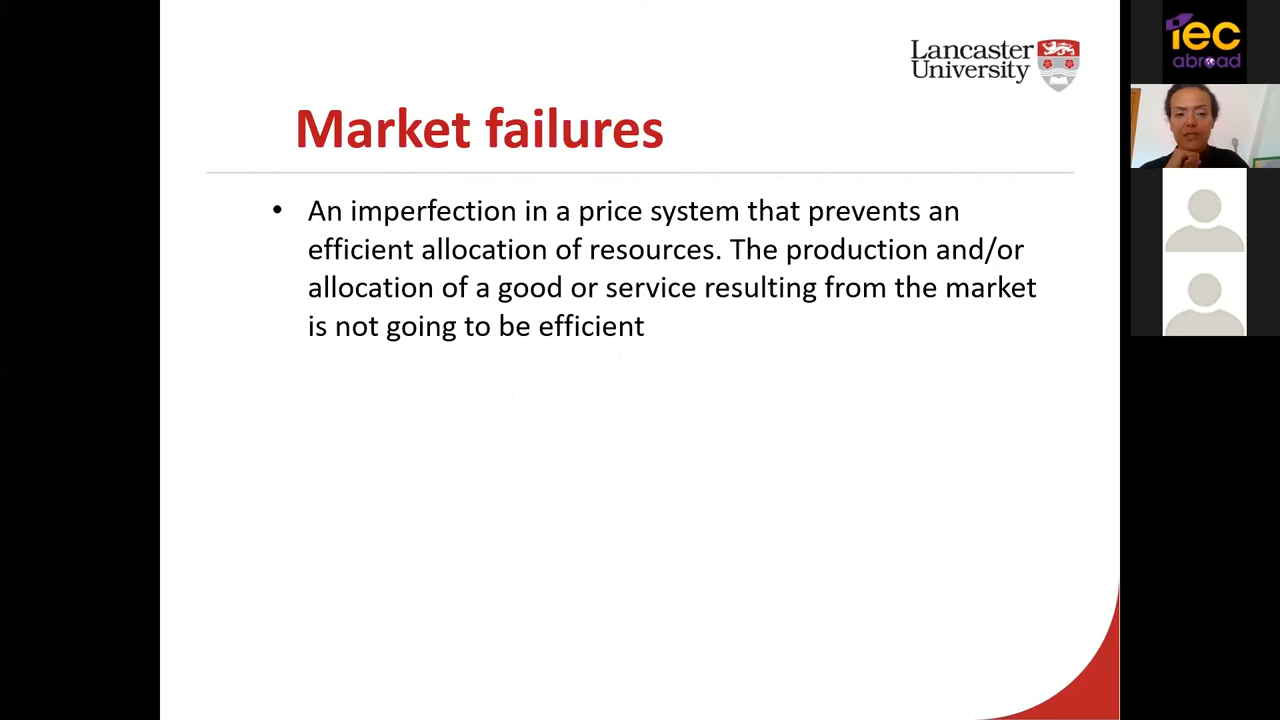 Lancaster
University
iec
abroad
Market failures
• An imperfection in a price system that prevents an
efficient allocation of resources. The production and/or
allocation of a good or service resulting from the market
is not going to be efficient